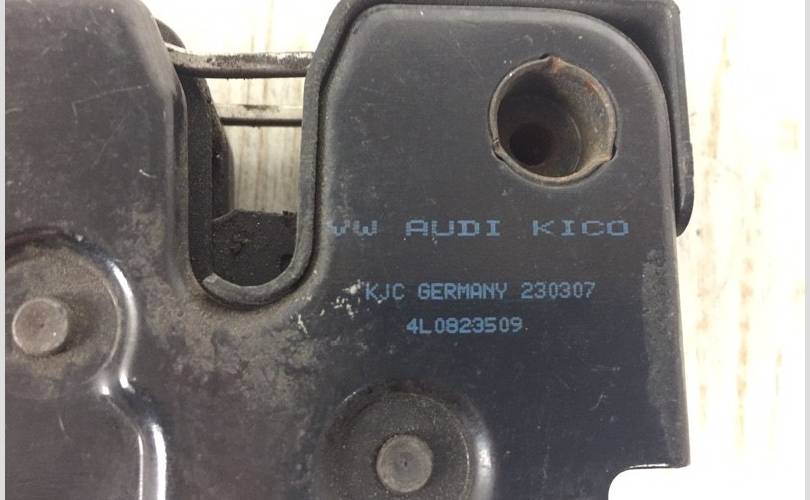 VW AUDI KICO
KJC GERMANY 230307
4L0823509